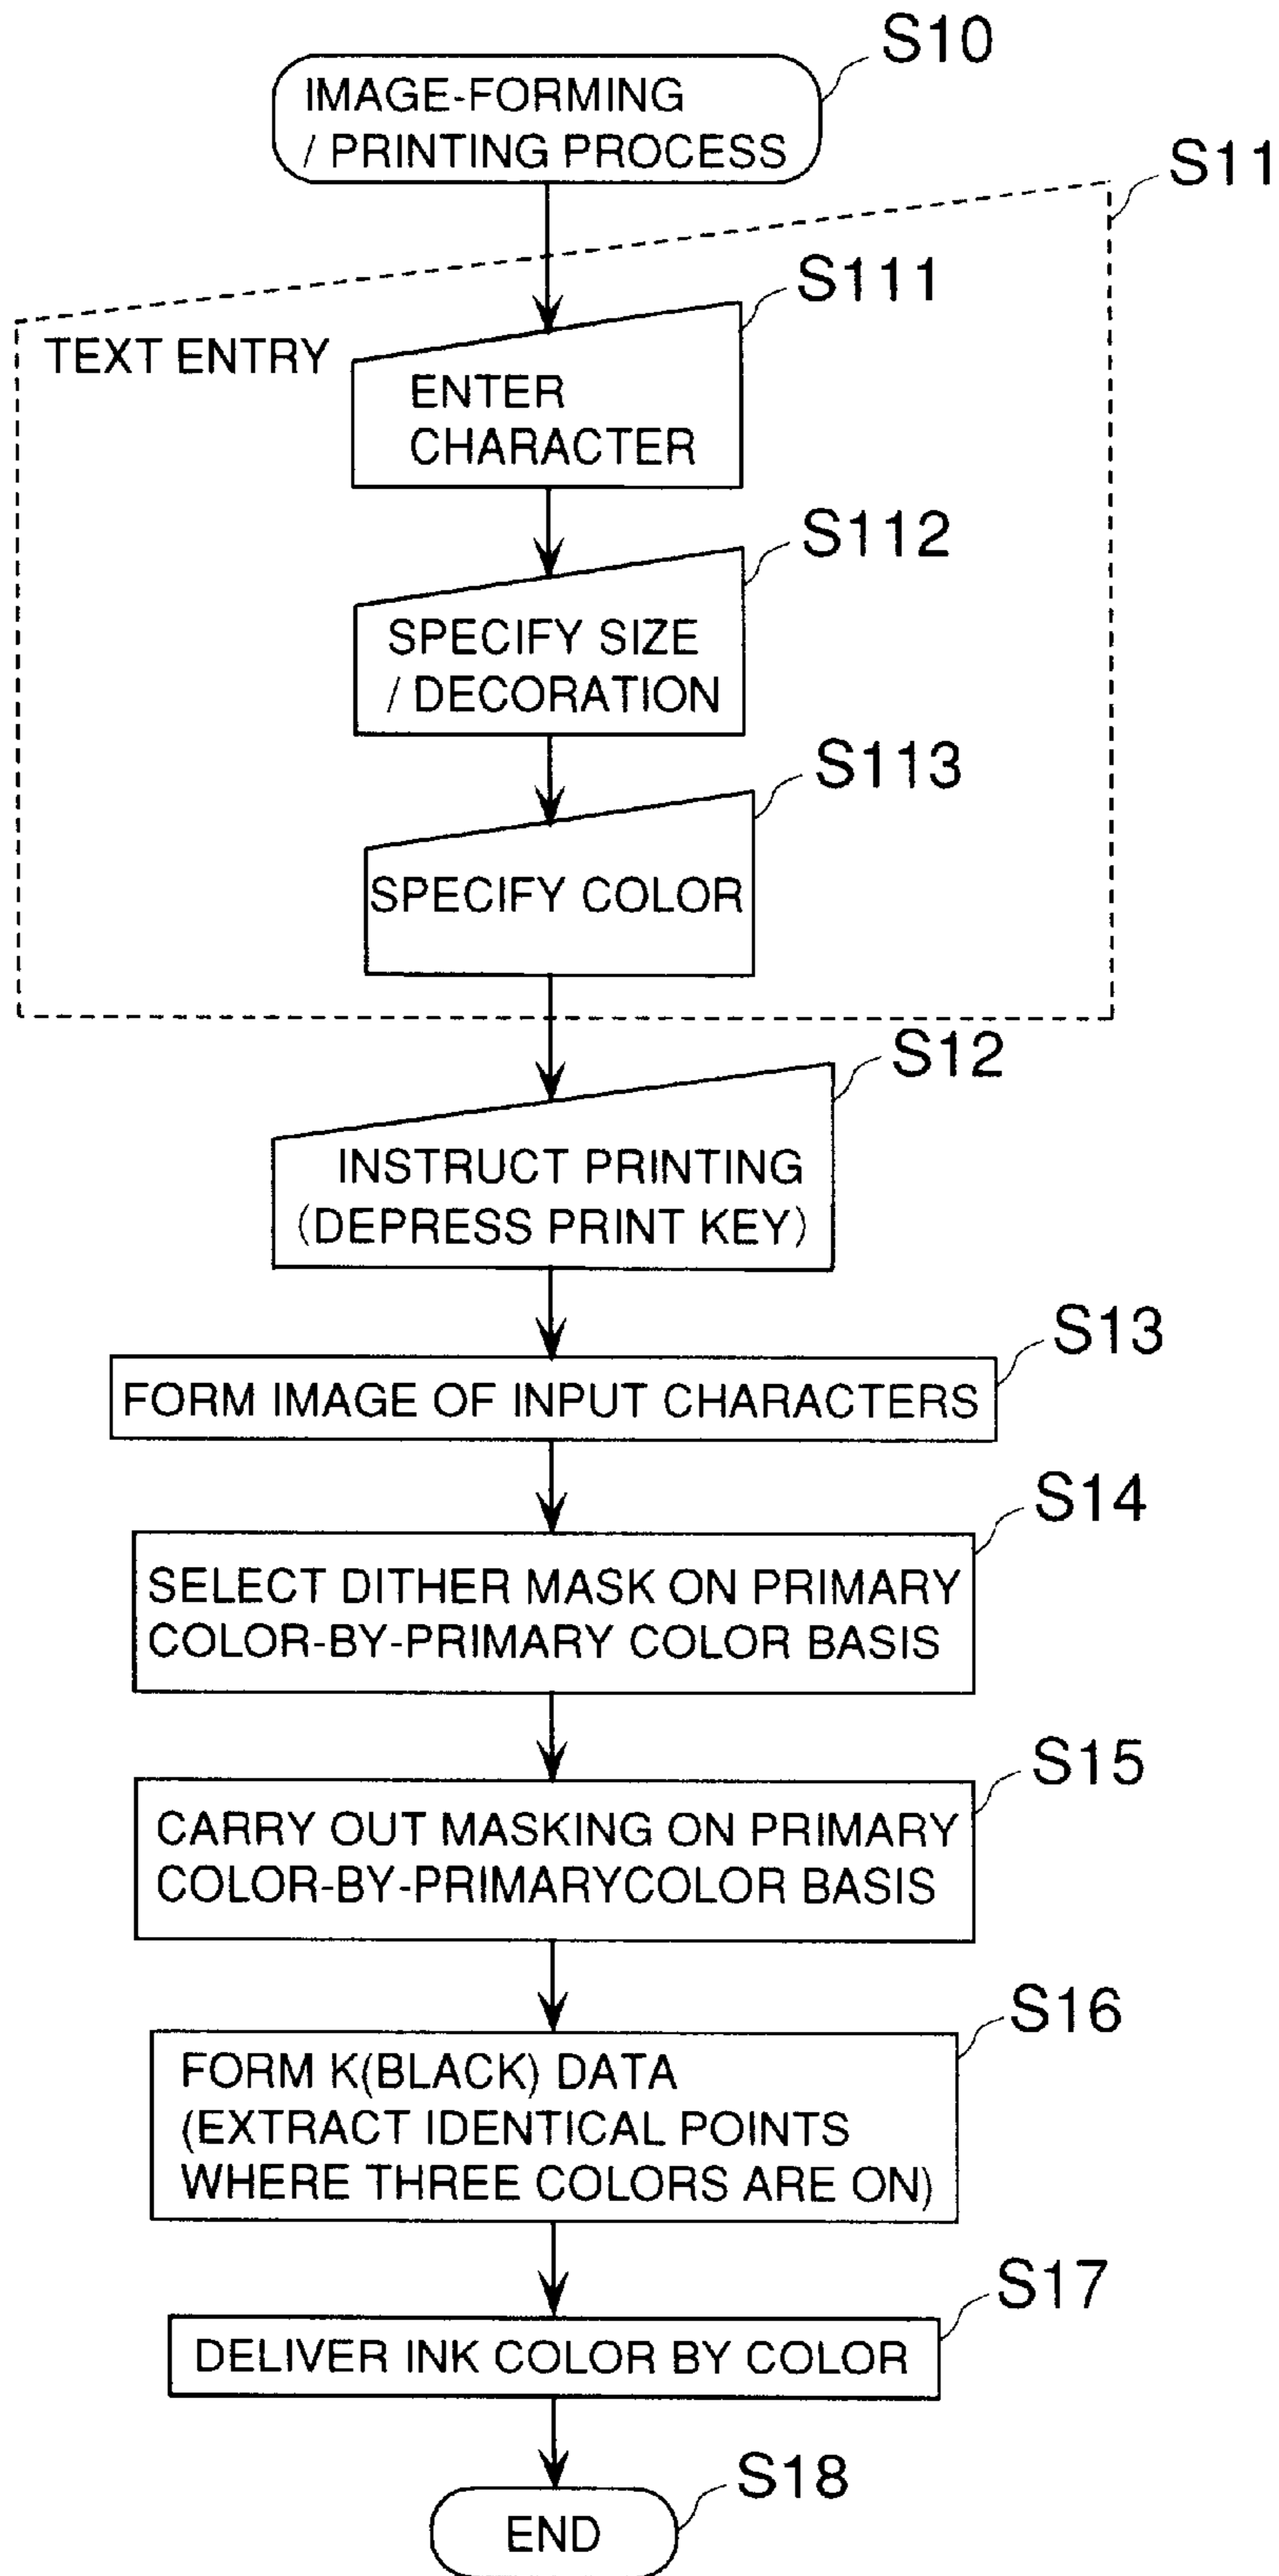 S10
IMAGE-FORMING
/ PRINTING PROCESS
S11
TEXT ENTRY
S111
ENTER
CHARACTER
S112
SPECIFY SIZE
/ DECORATION
S113
SPECIFY COLOR
S12
INSTRUCT PRINTING
(DEPRESS PRINT KEY)
S13
FORM IMAGE OF INPUT CHARACTERS
S14
SELECT DITHER MASK ON PRIMARY
COLOR-BY-PRIMARY COLOR BASIS
S15
CARRY OUT MASKING ON PRIMARY
COLOR-BY-PRIMARYCOLOR BASIS
S16
FORM K(BLACK) DATA
(EXTRACT IDENTICAL POINTS
WHERE THREE COLORS ARE ON)
S17
DELIVER INK COLOR BY COLOR
S18
END